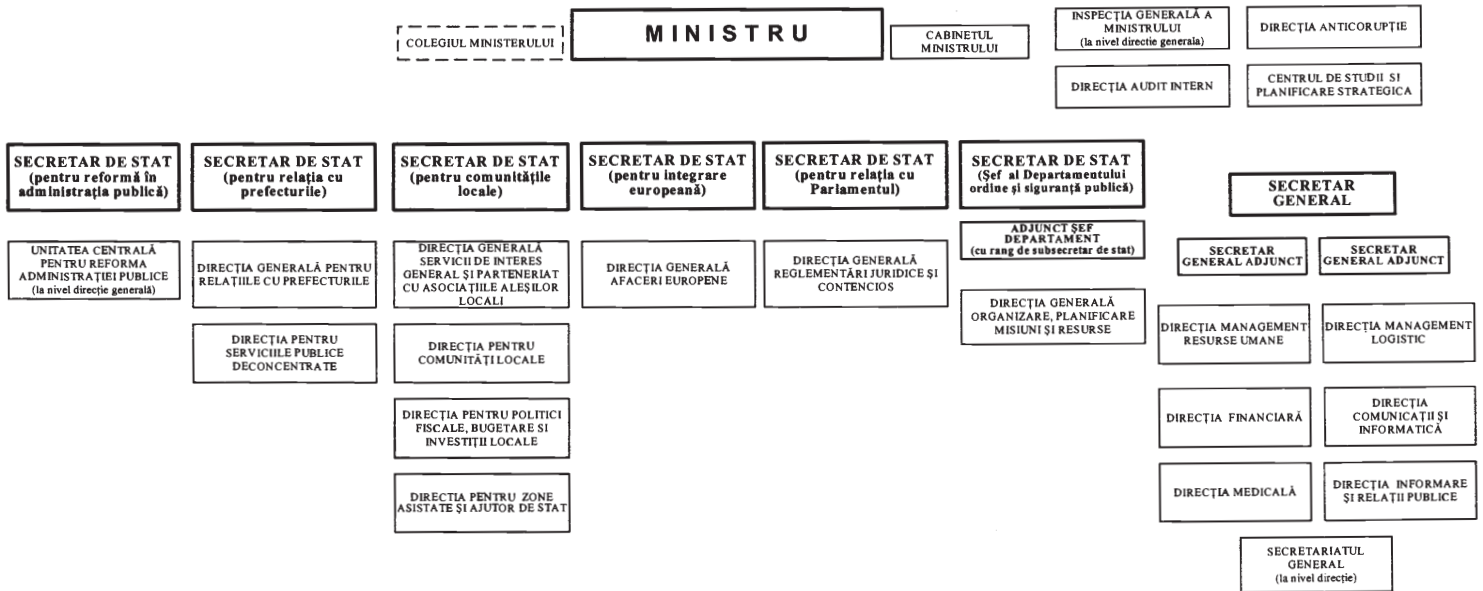 COLEGIUL MINISTERULUI
MINISTRU
CABINETUL
MINISTRULUI
INSPECȚIA GENERALĂ A
MINISTRULUI
(la nivel directie generala)
DIRECȚIA ANTICORUPȚIE
DIRECȚIA AUDIT INTERN
CENTRUL DE STUDII SI
PLANIFICARE STRATEGICA
SECRETAR DE STAT
(pentru reformă în
administrația publică)
UNITATEA CENTRALĂ
PENTRU REFORMA
ADMINISTRAȚIEI PUBLICE
(la nivel direcție generală)
SECRETAR DE STAT
(pentru relația cu
prefecturile)
DIRECȚIA GENERALĂ PENTRU
RELAȚIILE CU PREFECTURILE
DIRECȚIA PENTRU
SERVICIILE PUBLICE
DECONCENTRATE
SECRETAR DE STAT
(pentru comunitățile
locale)
DIRECȚIA GENERALĂ
SERVICII DE INTERES
GENERAL ȘI PARTENERIAT
CU ASOCIAȚIILE ALEȘILOR
LOCALI
DIRECȚIA PENTRU
COMUNITĂȚI LOCALE
DIRECȚIA PENTRU POLITICI
FISCALE, BUGETARE SI
INVESTIȚII LOCALE
DIRECTIA PENTRU ZONE
ASISTATE ȘI AJUTOR DE STAT
SECRETAR DE STAT
(pentru integrare
europeană)
DIRECȚIA GENERALĂ
AFACERI EUROPENE
SECRETAR DE STAT
(pentru relația cu
Parlamentul)
DIRECȚIA GENERALĂ
REGLEMENTĂRI JURIDICE ȘI
CONTENCIOS
SECRETAR DE STAT
(Șef al Departamentului
ordine și siguranță publică)
ADJUNCT ȘEF
DEPARTAMENT
(cu rang de subsecretar de stat)
DIRECȚIA GENERALĂ
ORGANIZARE, PLANIFICARE
MISIUNI ȘI RESURSE
SECRETAR
GENERAL
SECRETAR
GENERAL ADJUNCT
SECRETAR
GENERAL ADJUNCT
DIRECȚIA MANAGEMENT
RESURSE UMANE
DIRECȚIA MANAGEMENT
LOGISTIC
DIRECȚIA FINANCIARĂ
DIRECȚIA
COMUNICAȚII ȘI
INFORMATICĂ
DIRECȚIA MEDICALĂ
DIRECȚIA INFORMARE
ȘI RELAȚII PUBLICE
SECRETARIATUL
GENERAL
(la nivel direcție)